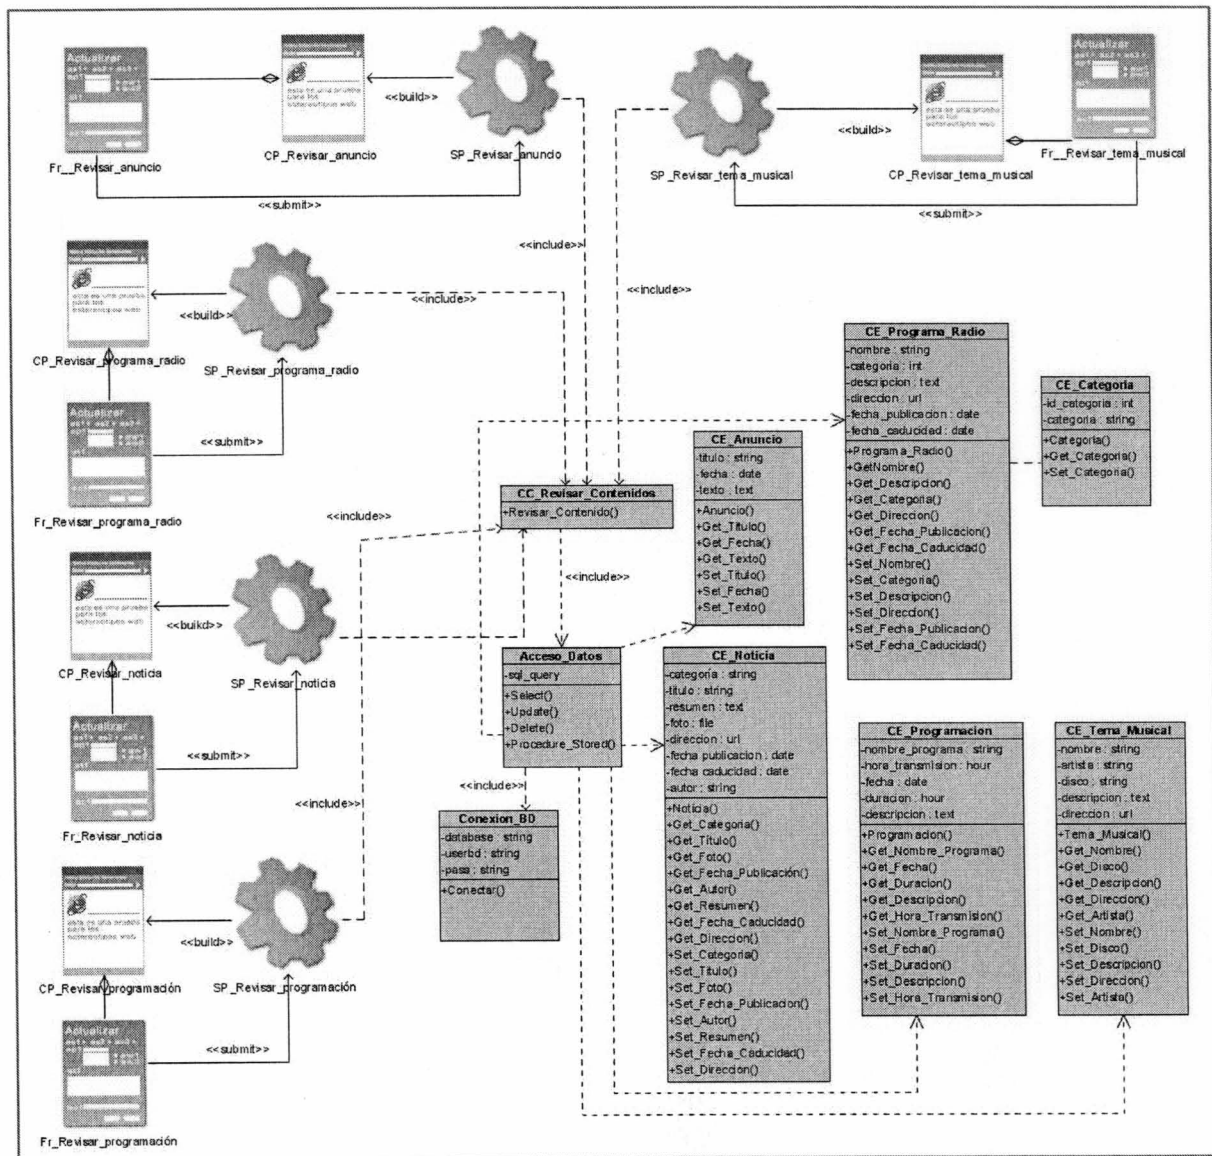 Actualizar
CP_Revisar_anuncio
<<build>>
SP_Revisar_anuncio
Fr__Revisar_anuncio
<<submit>>
Actualizar
<<build>>
SP_Revisar_tema_musical
CP_Revisar_tema_musical
Fr__Revisar_tema_musical
<<submit>>
<<include>>
<<include>>
<<build>>
<<include>>
CP_Revisar_programa_radio
SP_Revisar_programa_radio
Actualizar
<<submit>>
Fr_Revisar_programa_radio
<<include>>
<<buikd>>
CP_Revisar_noticia
SP_Revisar_noticia
Actualizar
<<submit>>
Fr_Revisar_noticia
<<include>>
<<build>>
CP_Revisar_programación
SP_Revisar_programación
Actualizar
<<submit>>
Fr_Revisar_programación
CC_Revisar_Contenidos
+Revisar_Contenido()
<<include>>
Acceso_Datos
-sql_query
+Select()
+Update()
+Delete()
+Procedure_Stored()
<<include>>
Conexion_BD
-database : string
-userbd : string
-pass : string
+Conectar()
CE_Anuncio
-titulo : string
-fecha : date
-texto : text
+Anuncio()
+Get_Titulo()
+Get_Fecha()
+Get_Texto()
+Set_Titulo()
+Set_Fecha()
+Set_Texto()
CE_Programa_Radio
-nombre : string
-categoria : int
-descripcion : text
-direccion : url
-fecha_publicacion : date
-fecha_caducidad : date
+Programa_Radio()
+GetNombre()
+Get_Descripcion()
+Get_Categoria()
+Get_Direccion()
+Get_Fecha_Publicacion()
+Get_Fecha_Caducidad()
+Set_Nombre()
+Set_Categoria()
+Set_Descripcion()
+Set_Direccion()
+Set_Fecha_Publicacion()
+Set_Fecha_Caducidad()
CE_Categoria
-id_categoria : int
-categoria : string
+Categoria()
+Get_Categoria()
+Set_Categoria()
CE_Noticia
-categoría : string
-titulo : string
-resumen : text
-foto : file
-direccion : url
-fecha publicacion : date
-fecha caducidad : date
-autor : string
+Noticia()
+Get_Categoria()
+Get_Titulo()
+Get_Foto()
+Get_Fecha_Publicación()
+Get_Autor()
+Get_Resumen()
+Get_Fecha_Caducidad()
+Get_Direccion()
+Set_Categoria()
+Set_Titulo()
+Set_Foto()
+Set_Fecha_Publicacion()
+Set_Autor()
+Set_Resumen()
+Set_Fecha_Caducidad()
+Set_Direccion()
CE_Programacion
-nombre_programa : string
-hora_transmision : hour
-fecha : date
-duracion : hour
-descripcion : text
+Programacion()
+Get_Nombre_Programa()
+Get_Fecha()
+Get_Duracion()
+Get_Descripcion()
+Get_Hora_Transmision()
+Set_Nombre_Programa()
+Set_Fecha()
+Set_Duracion()
+Set_Descripcion()
+Set_Hora_Transmision()
CE_Tema_Musical
-nombre : string
-artista : string
-disco : string
-descripcion : text
-direccion : url
+Tema_Musical()
+Get_Nombre()
+Get_Disco()
+Get_Descripcion()
+Get_Direccion()
+Get_Artista()
+Set_Nombre()
+Set_Disco()
+Set_Descripcion()
+Set_Direccion()
+Set_Artista()